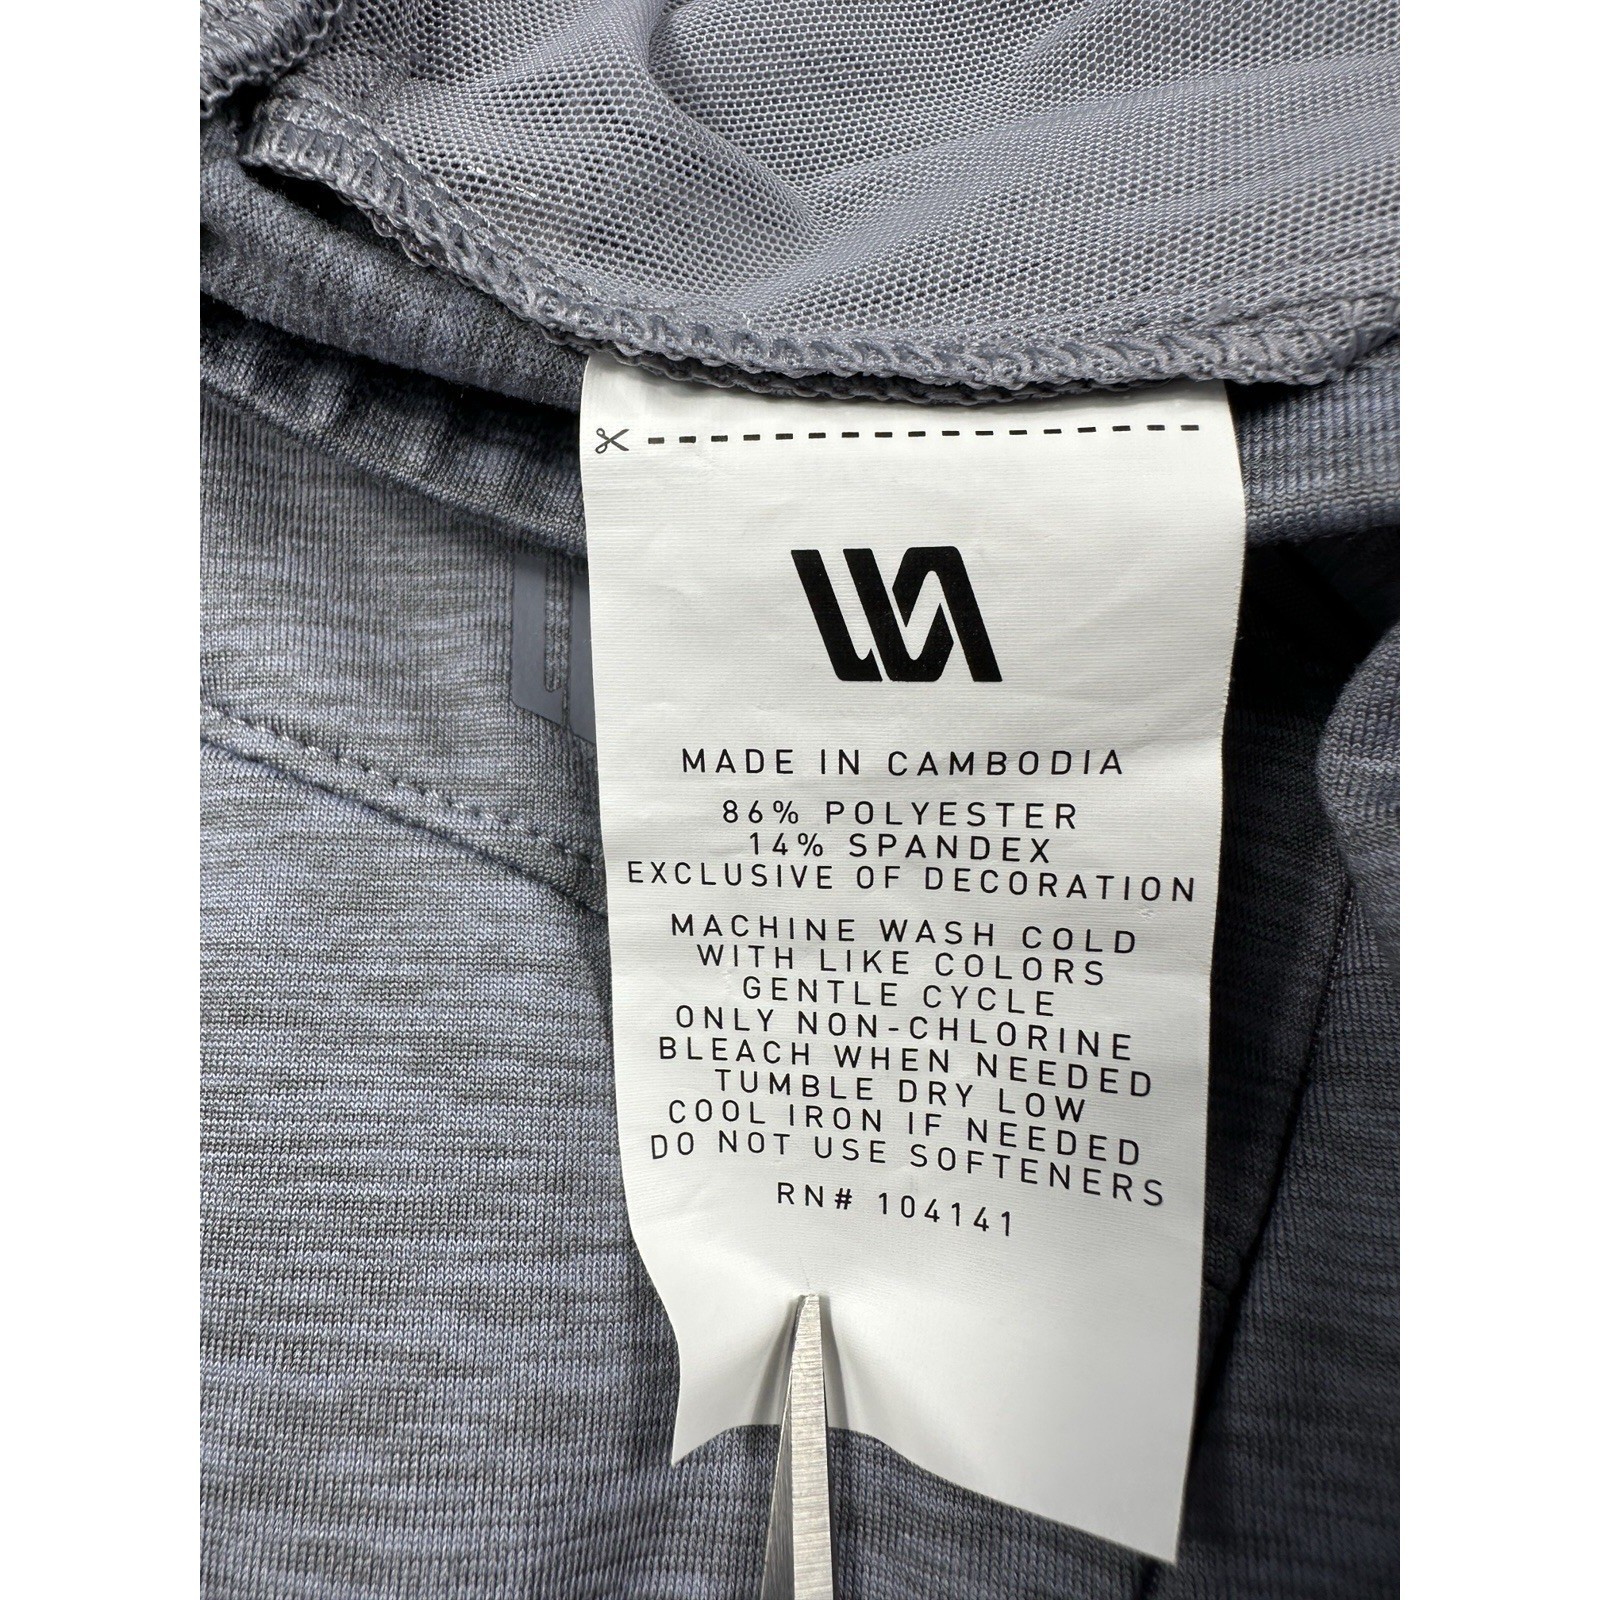 MADE IN CAMBODIA
86% POLYESTER
14% SPANDEX
EXCLUSIVE OF DECORATION
MACHINE WASH COLD
WITH LIKE COLORS
GENTLE CYCLE
ONLY NON-CHLORINE
BLEACH WHEN NEEDED
TUMBLE DRY LOW
COOL IRON IF NEEDED
DO NOT USE SOFTENERS
RN# 104141